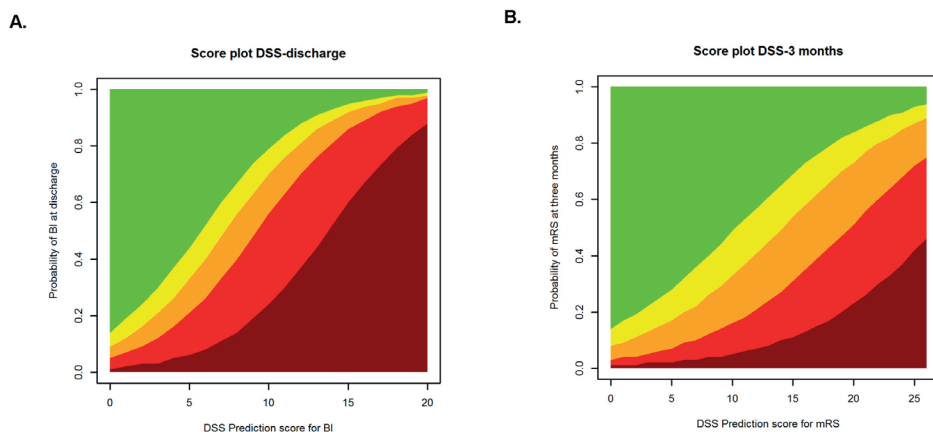 A.
Score plot DSS-discharge
Probability of BI at discharge
1.0
0.8
0.6
0.4
0.2
0.0
0 5 10 15 20
DSS Prediction score for BI
B.
Score plot DSS-3 months
Probability of mRS at three months
1.0
0.8
0.6
0.4
0.2
0.0
0 5 10 15 20 25
DSS Prediction score for mRS